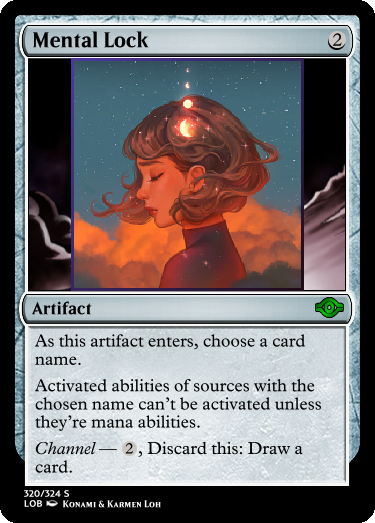 Mental Lock 2
Artifact
As this artifact enters, choose a card
name.
Activated abilities of sources with the
chosen name can't be activated unless
they're mana abilities.
Channel — 2, Discard this: Draw a
card.
320/324 S
LOB Konami & Karmen Loh